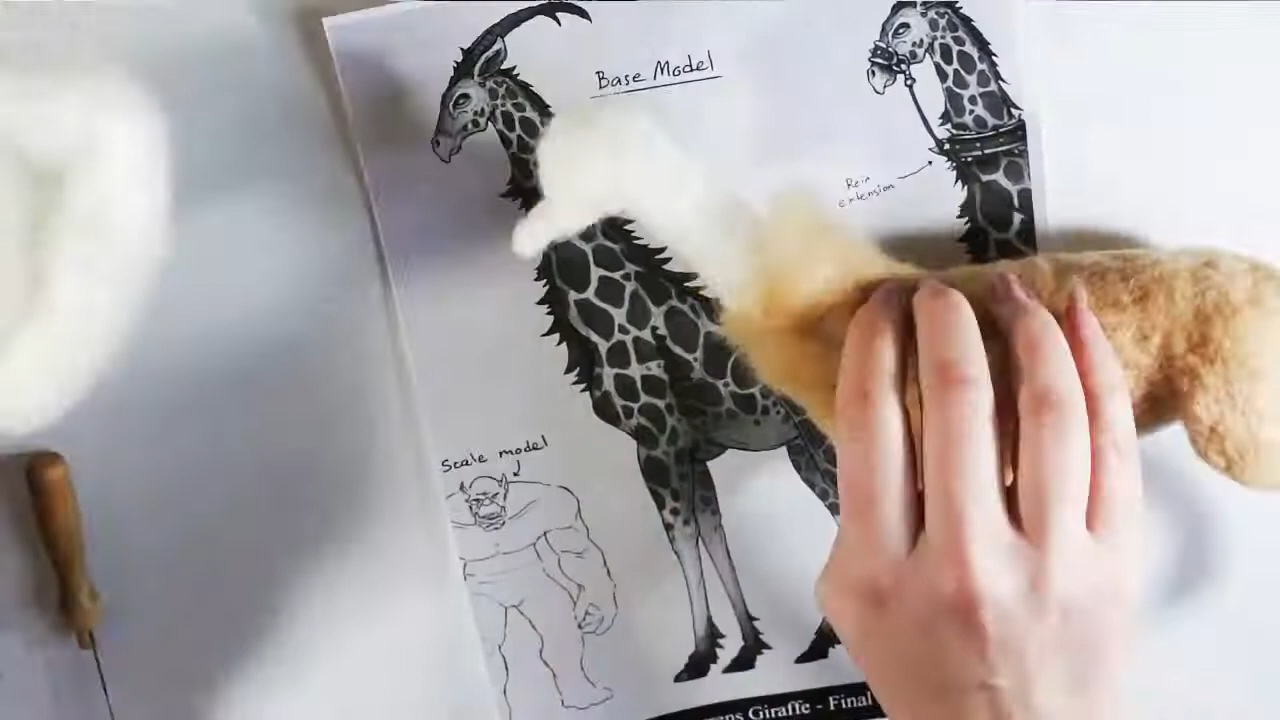 Base Model
Rein
extension
Scale model
Giraffe - Final